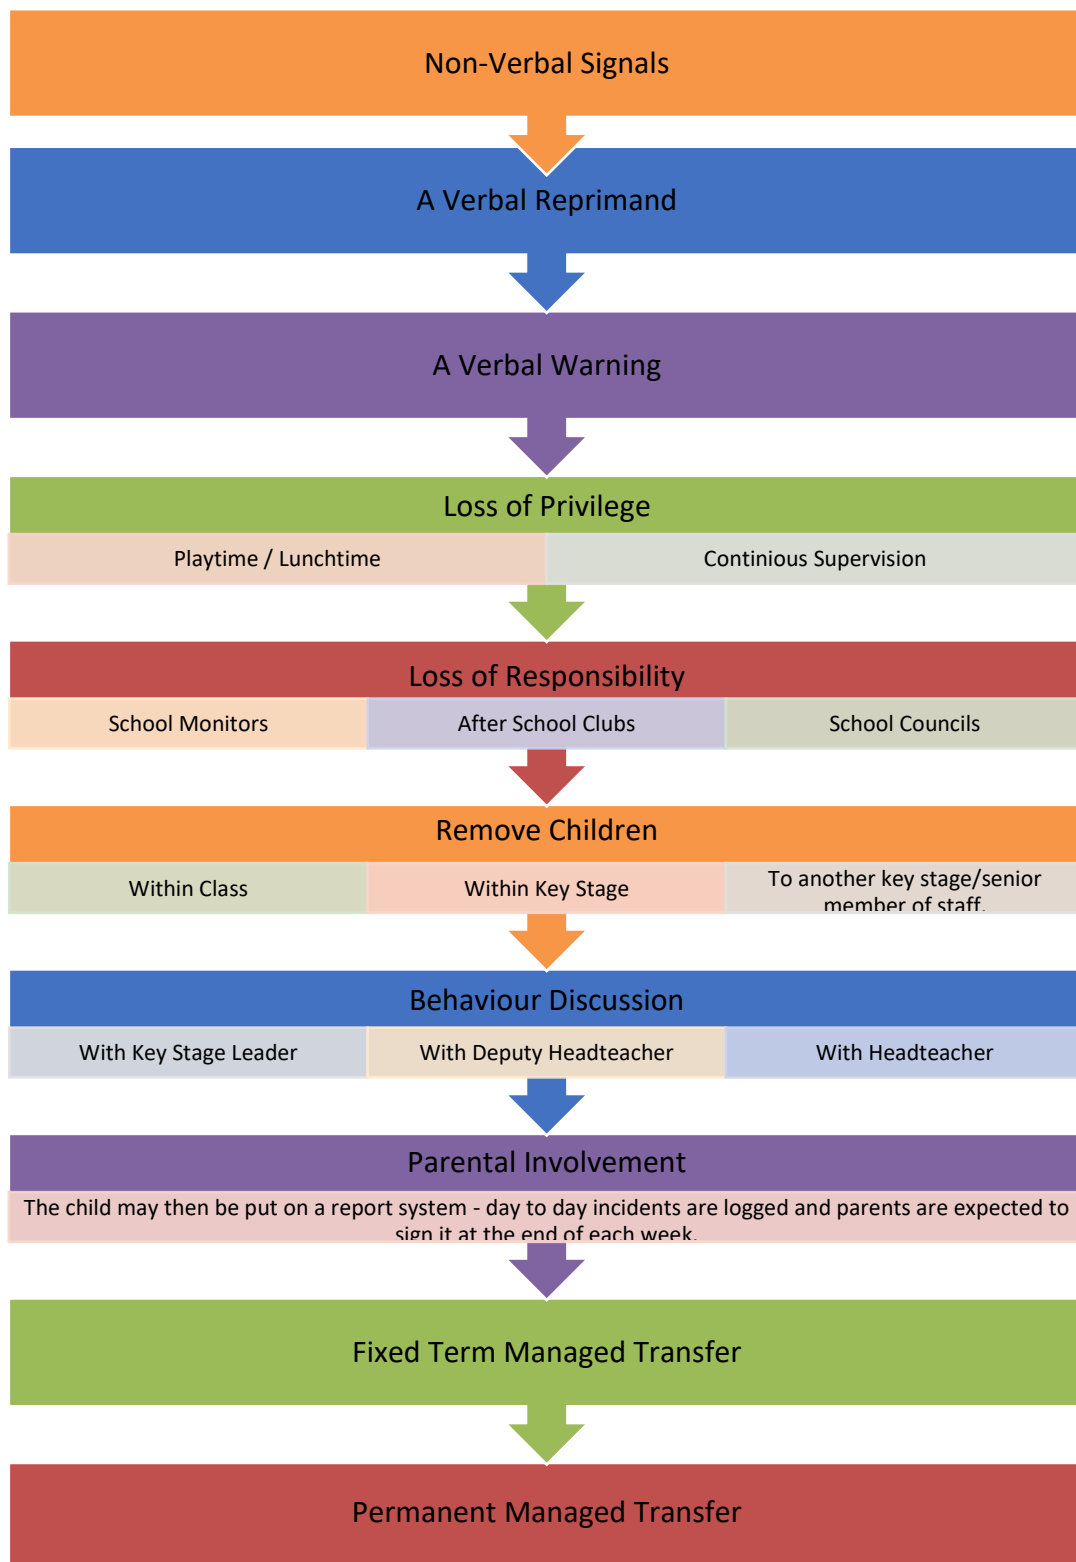 Non-Verbal Signals
A Verbal Reprimand
A Verbal Warning
Loss of Privilege
Playtime / Lunchtime
Continious Supervision
Loss of Responsibility
School Monitors
After School Clubs
School Councils
Remove Children
Within Class
Within Key Stage
To another key stage/senior
member of staff.
Behaviour Discussion
With Key Stage Leader
With Deputy Headteacher
With Headteacher
Parental Involvement
The child may then be put on a report system - day to day incidents are logged and parents are expected to
sign it at the end of each week.
Fixed Term Managed Transfer
Permanent Managed Transfer